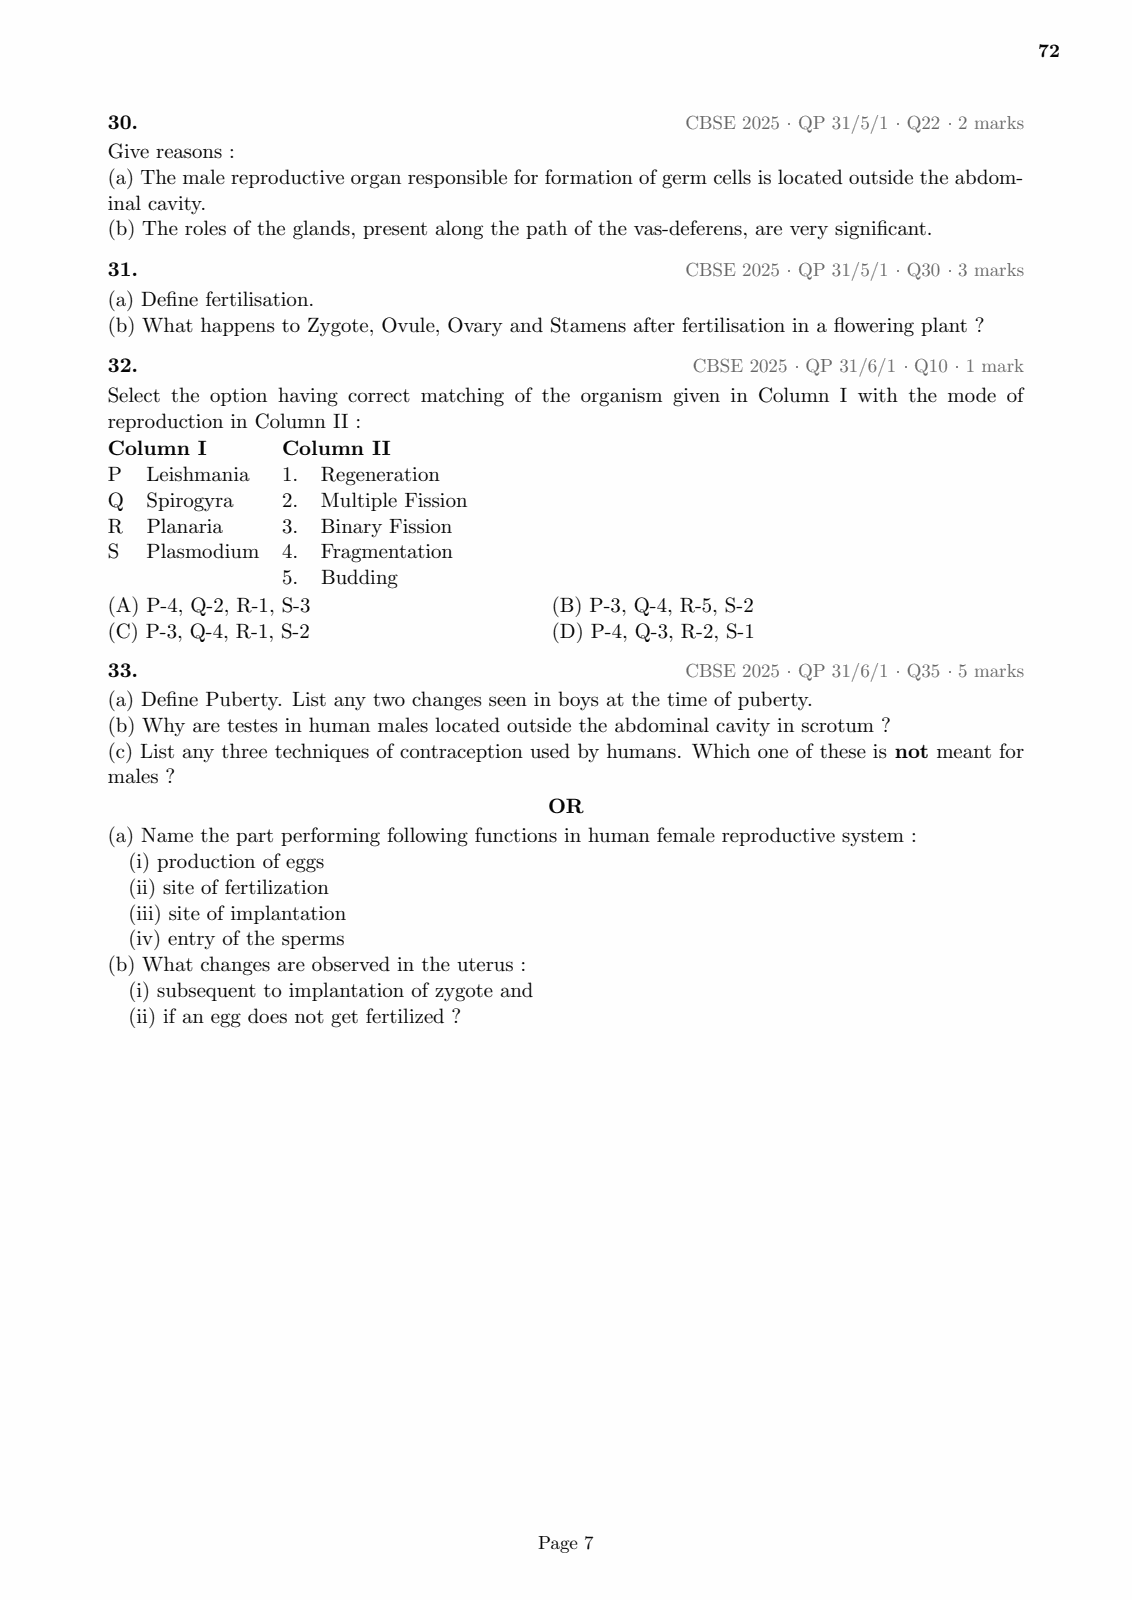 72
30. CBSE 2025 · QP 31/5/1 · Q22 · 2 marks
Give reasons :
(a) The male reproductive organ responsible for formation of germ cells is located outside the abdom-
inal cavity.
(b) The roles of the glands, present along the path of the vas-deferens, are very significant.
31. CBSE 2025 · QP 31/5/1 · Q30 · 3 marks
(a) Define fertilisation.
(b) What happens to Zygote, Ovule, Ovary and Stamens after fertilisation in a flowering plant ?
32. CBSE 2025 · QP 31/6/1 · Q10 · 1 mark
Select the option having correct matching of the organism given in Column I with the mode of
reproduction in Column II :
Column I Column II
P Leishmania 1. Regeneration
Q Spirogyra 2. Multiple Fission
R Planaria 3. Binary Fission
S Plasmodium 4. Fragmentation
5. Budding
(A) P-4, Q-2, R-1, S-3 (B) P-3, Q-4, R-5, S-2
(C) P-3, Q-4, R-1, S-2 (D) P-4, Q-3, R-2, S-1
33. CBSE 2025 · QP 31/6/1 · Q35 · 5 marks
(a) Define Puberty. List any two changes seen in boys at the time of puberty.
(b) Why are testes in human males located outside the abdominal cavity in scrotum ?
(c) List any three techniques of contraception used by humans. Which one of these is not meant for
males ?
OR
(a) Name the part performing following functions in human female reproductive system :
(i) production of eggs
(ii) site of fertilization
(iii) site of implantation
(iv) entry of the sperms
(b) What changes are observed in the uterus :
(i) subsequent to implantation of zygote and
(ii) if an egg does not get fertilized ?
Page 7